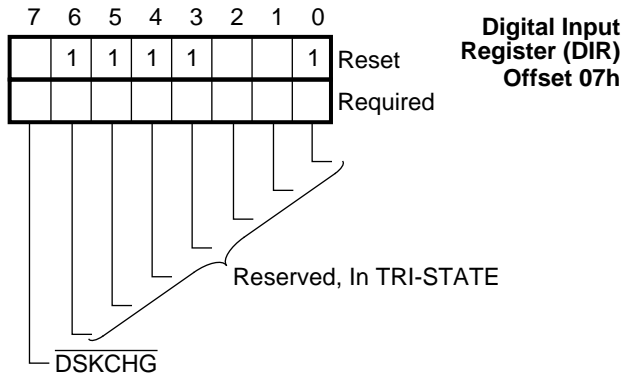 7 6 5 4 3 2 1 0
Digital Input
Register (DIR)
Offset 07h
1 1 1 1 1 Reset
Required
Reserved, In TRI-STATE
DSKCHG